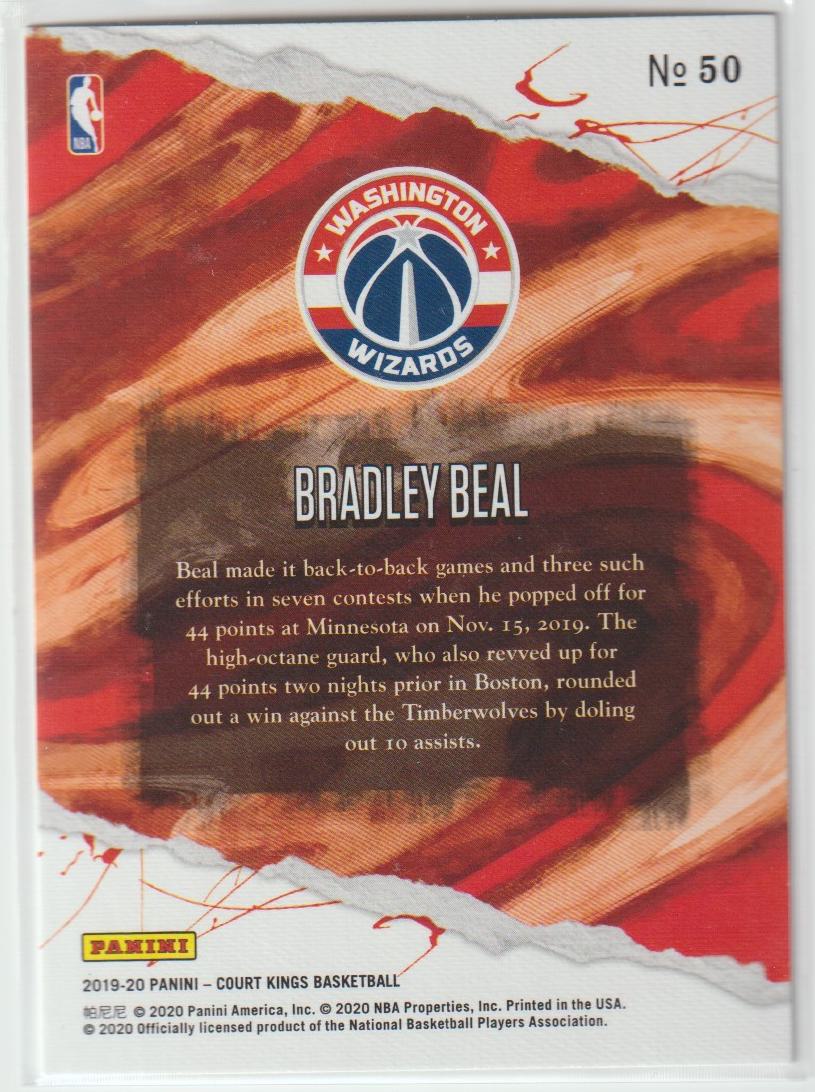 Nº 50
NBA
WASHINGTON
WIZARDS
BRADLEY BEAL
Beal made it back-to-back games and three such
efforts in seven contests when he popped off for
44 points at Minnesota on Nov. 15, 2019. The
high-octane guard, who also revved up for
44 points two nights prior in Boston, rounded
out a win against the Timberwolves by doling
out 10 assists.
PANINI
2019-20 PANINI – COURT KINGS BASKETBALL
帕尼尼 © 2020 Panini America, Inc. © 2020 NBA Properties, Inc. Printed in the USA.
© 2020 Officially licensed product of the National Basketball Players Association.